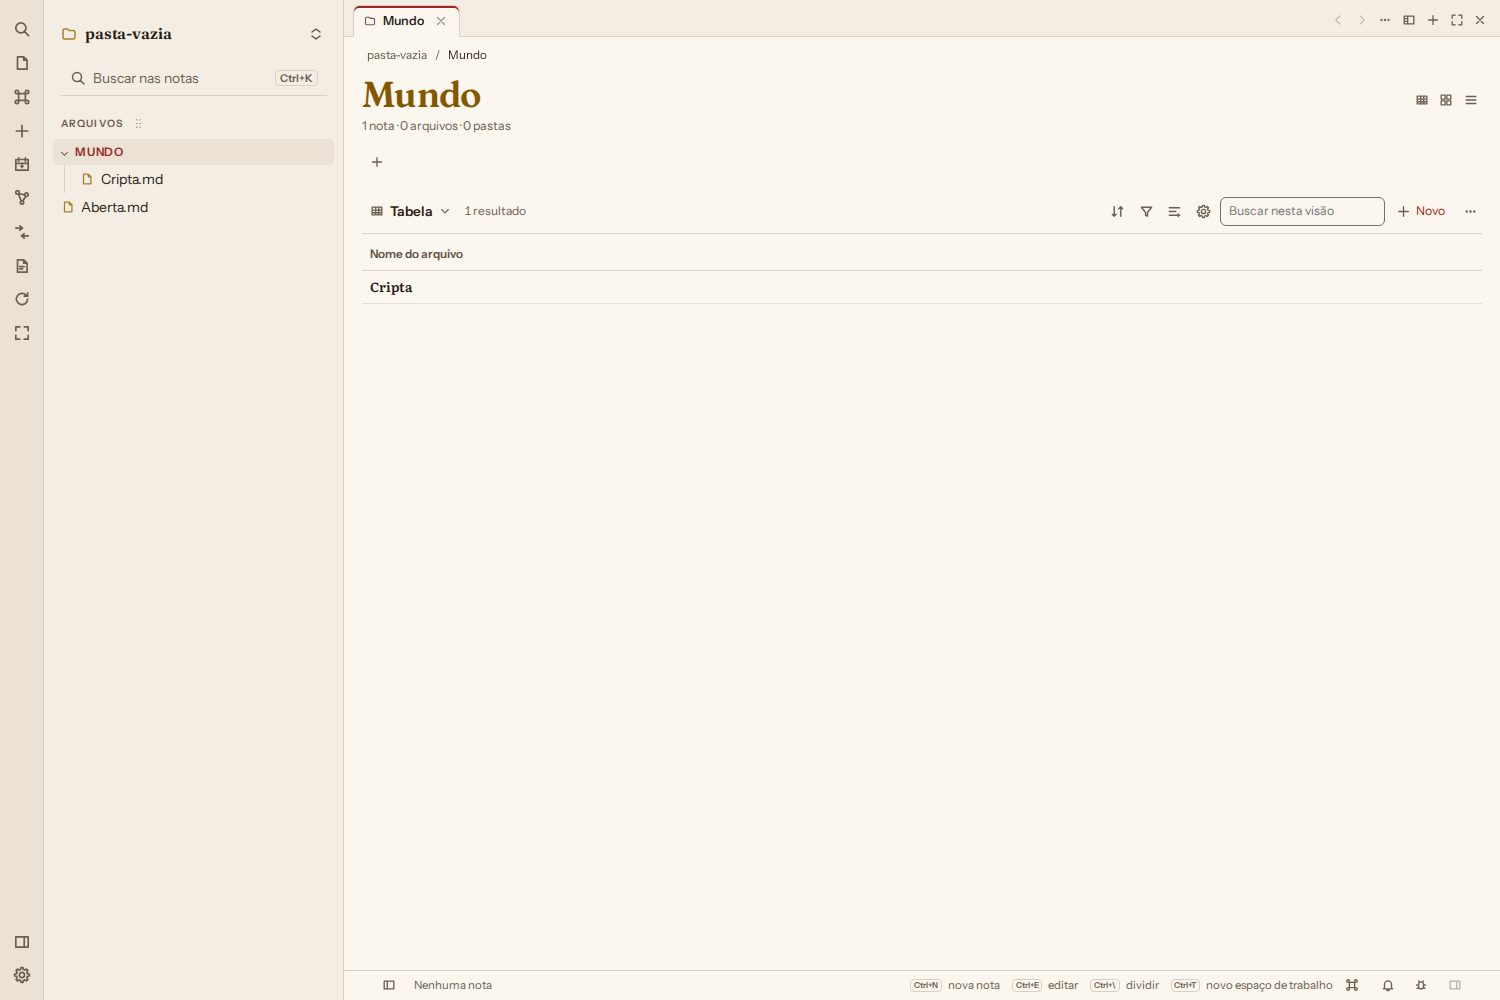 pasta-vazia
Buscar nas notas Ctrl+K
ARQUIVOS
MUNDO
Cripta.md
Aberta.md
Mundo
pasta-vazia / Mundo
Mundo
1 nota · 0 arquivos · 0 pastas
Tabela 1 resultado Buscar nesta visão Novo
Nome do arquivo
Cripta
Nenhuma nota Ctrl+N nova nota Ctrl+E editar Ctrl+\ dividir Ctrl+T novo espaço de trabalho